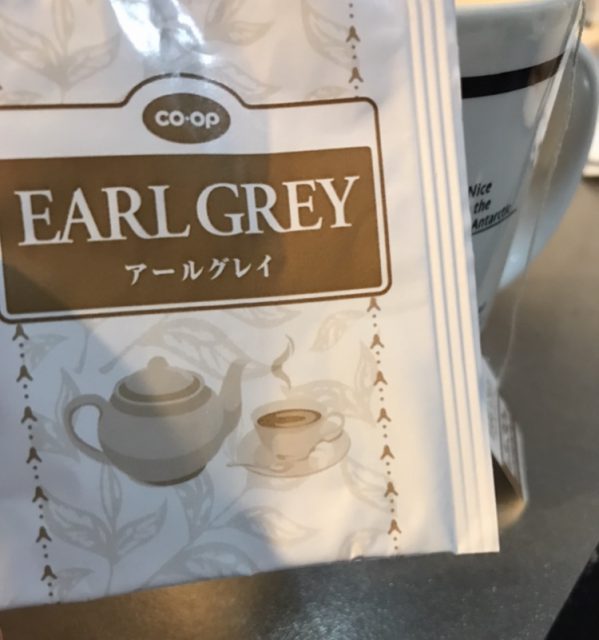 CO·OP
EARL GREY
アールグレイ
Nice
the
Antarctic